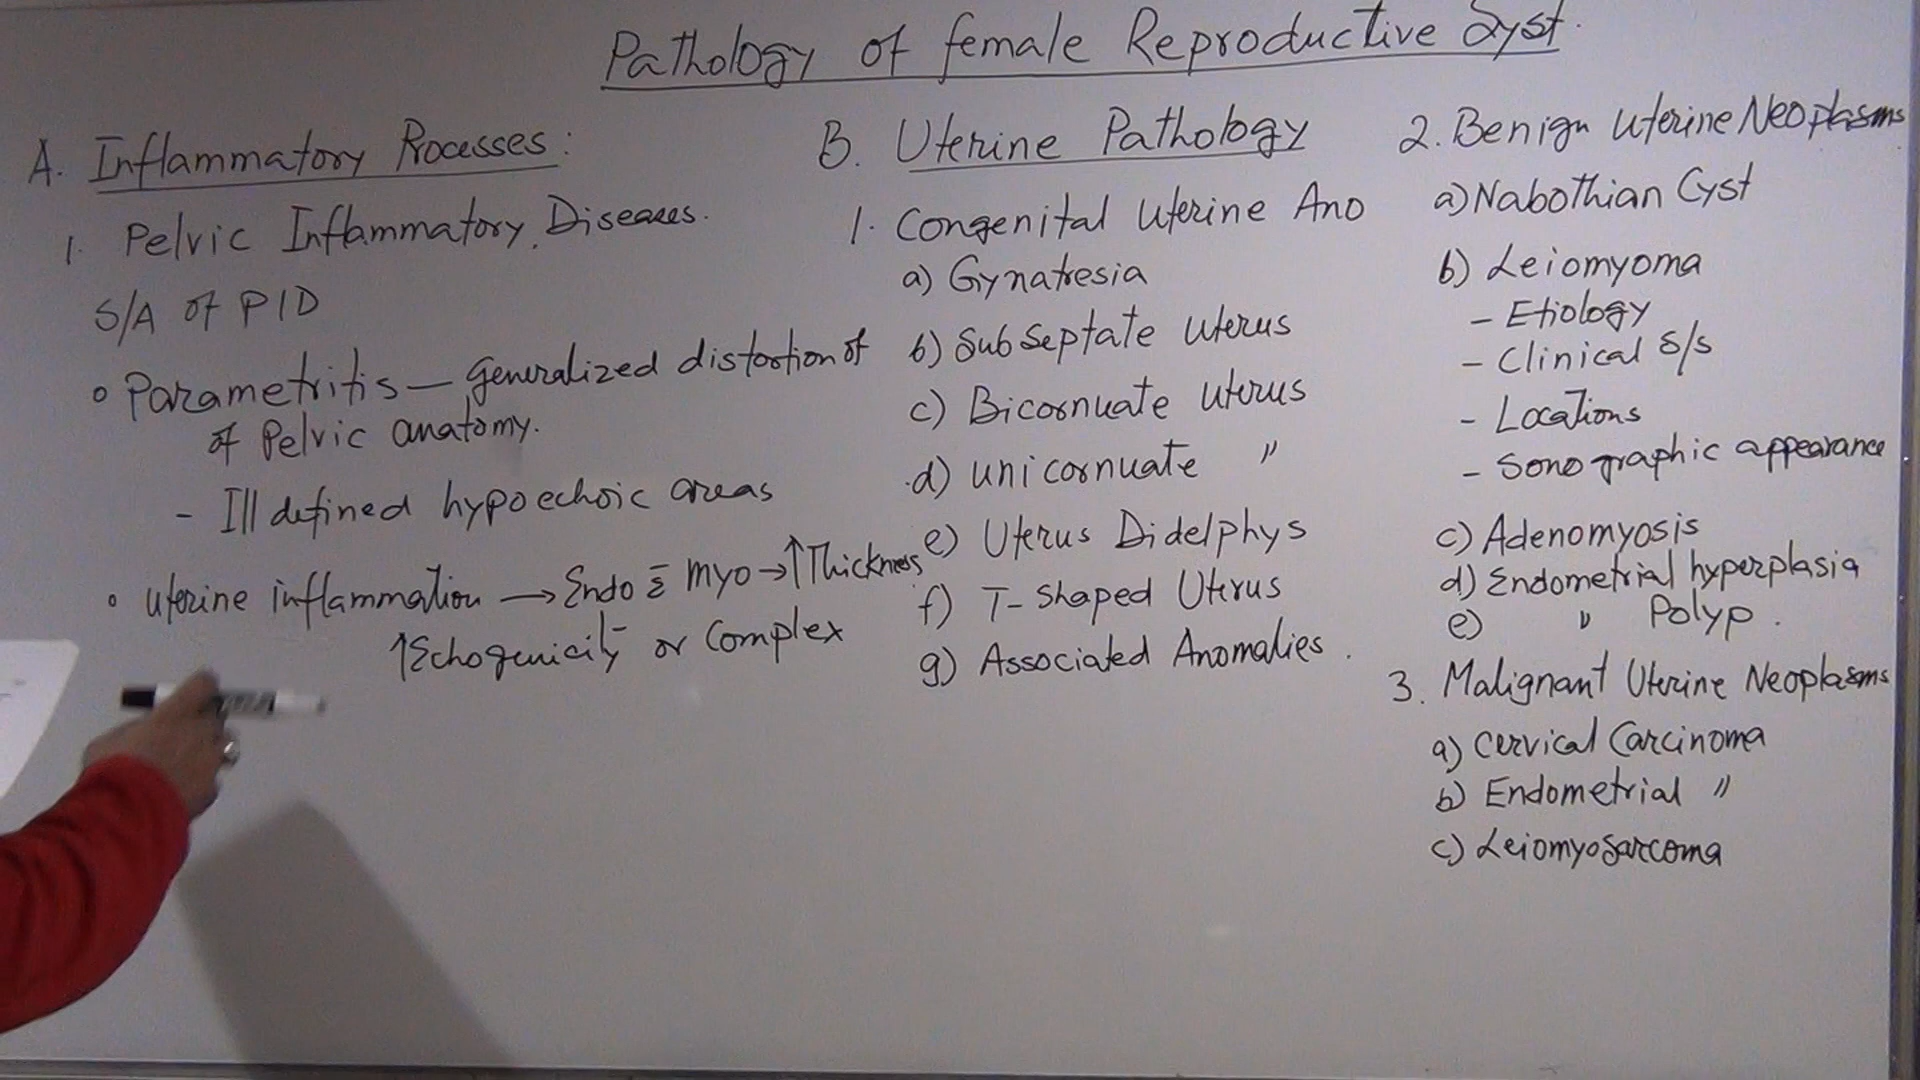 Pathology of female Reproductive Syst.
A. Inflammatory Processes:
1. Pelvic Inflammatory Diseases.
S/A of PID
o Parametritis — generalized distortion of
of Pelvic anatomy.
- Ill defined hypoechoic areas
o Uterine inflammation → Endo c̄ Myo → ↑Thickness
↑Echogenicity or Complex
B. Uterine Pathology
1. Congenital Uterine Ano
a) Gynatresia
b) Subseptate Uterus
c) Bicornuate Uterus
d) unicornuate "
e) Uterus Didelphys
f) T-shaped Uterus
g) Associated Anomalies.
2. Benign Uterine Neoplasms
a) Nabothian Cyst
b) Leiomyoma
- Etiology
- Clinical S/S
- Locations
- Sonographic appearance
c) Adenomyosis
d) Endometrial hyperplasia
e) " Polyp.
3. Malignant Uterine Neoplasms
a) Cervical Carcinoma
b) Endometrial "
c) Leiomyosarcoma